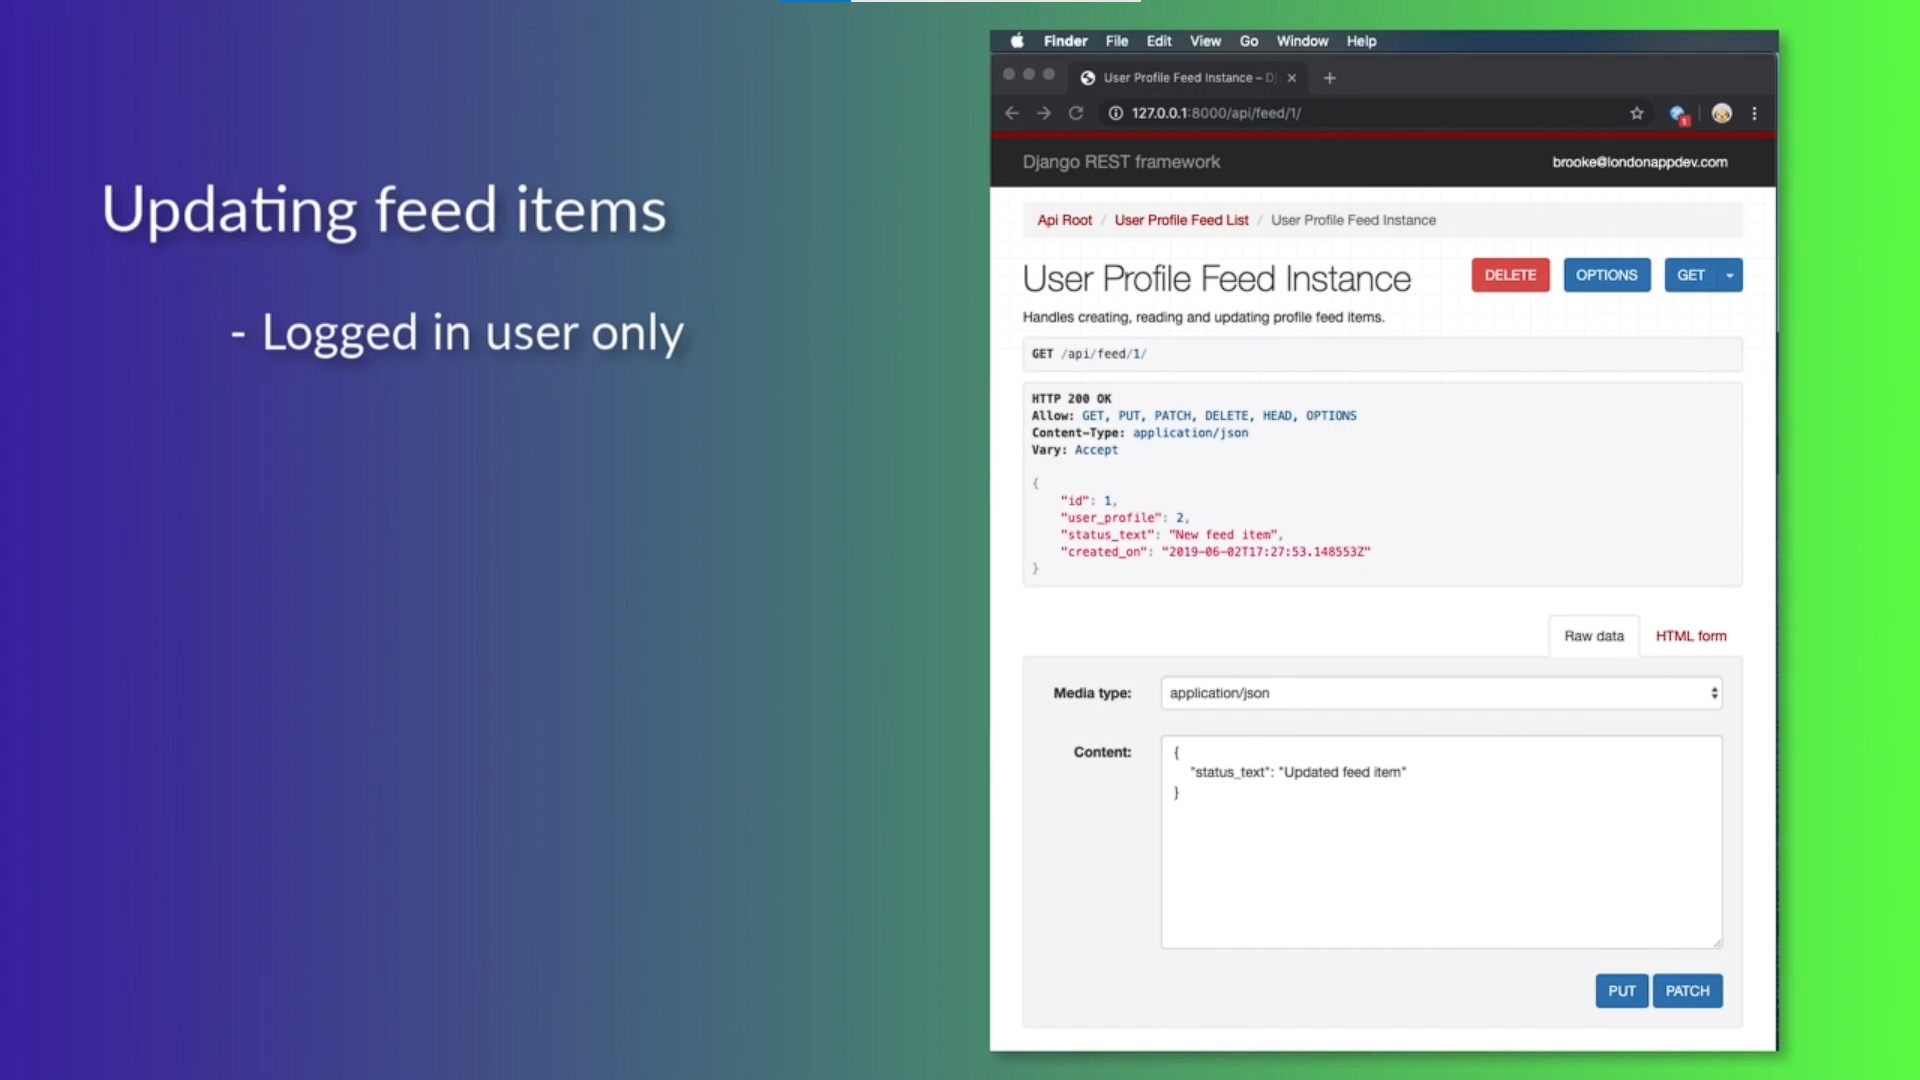 Updating feed items
- Logged in user only
Finder File Edit View Go Window Help
User Profile Feed Instance – D
127.0.0.1:8000/api/feed/1/
1
Django REST framework
brooke@londonappdev.com
Api Root / User Profile Feed List / User Profile Feed Instance
User Profile Feed Instance
DELETE OPTIONS GET
Handles creating, reading and updating profile feed items.
GET /api/feed/1/
HTTP 200 OK
Allow: GET, PUT, PATCH, DELETE, HEAD, OPTIONS
Content-Type: application/json
Vary: Accept
{
"id": 1,
"user_profile": 2,
"status_text": "New feed item",
"created_on": "2019-06-02T17:27:53.148553Z"
}
Raw data HTML form
Media type: application/json
Content: {
"status_text": "Updated feed item"
}
PUT PATCH